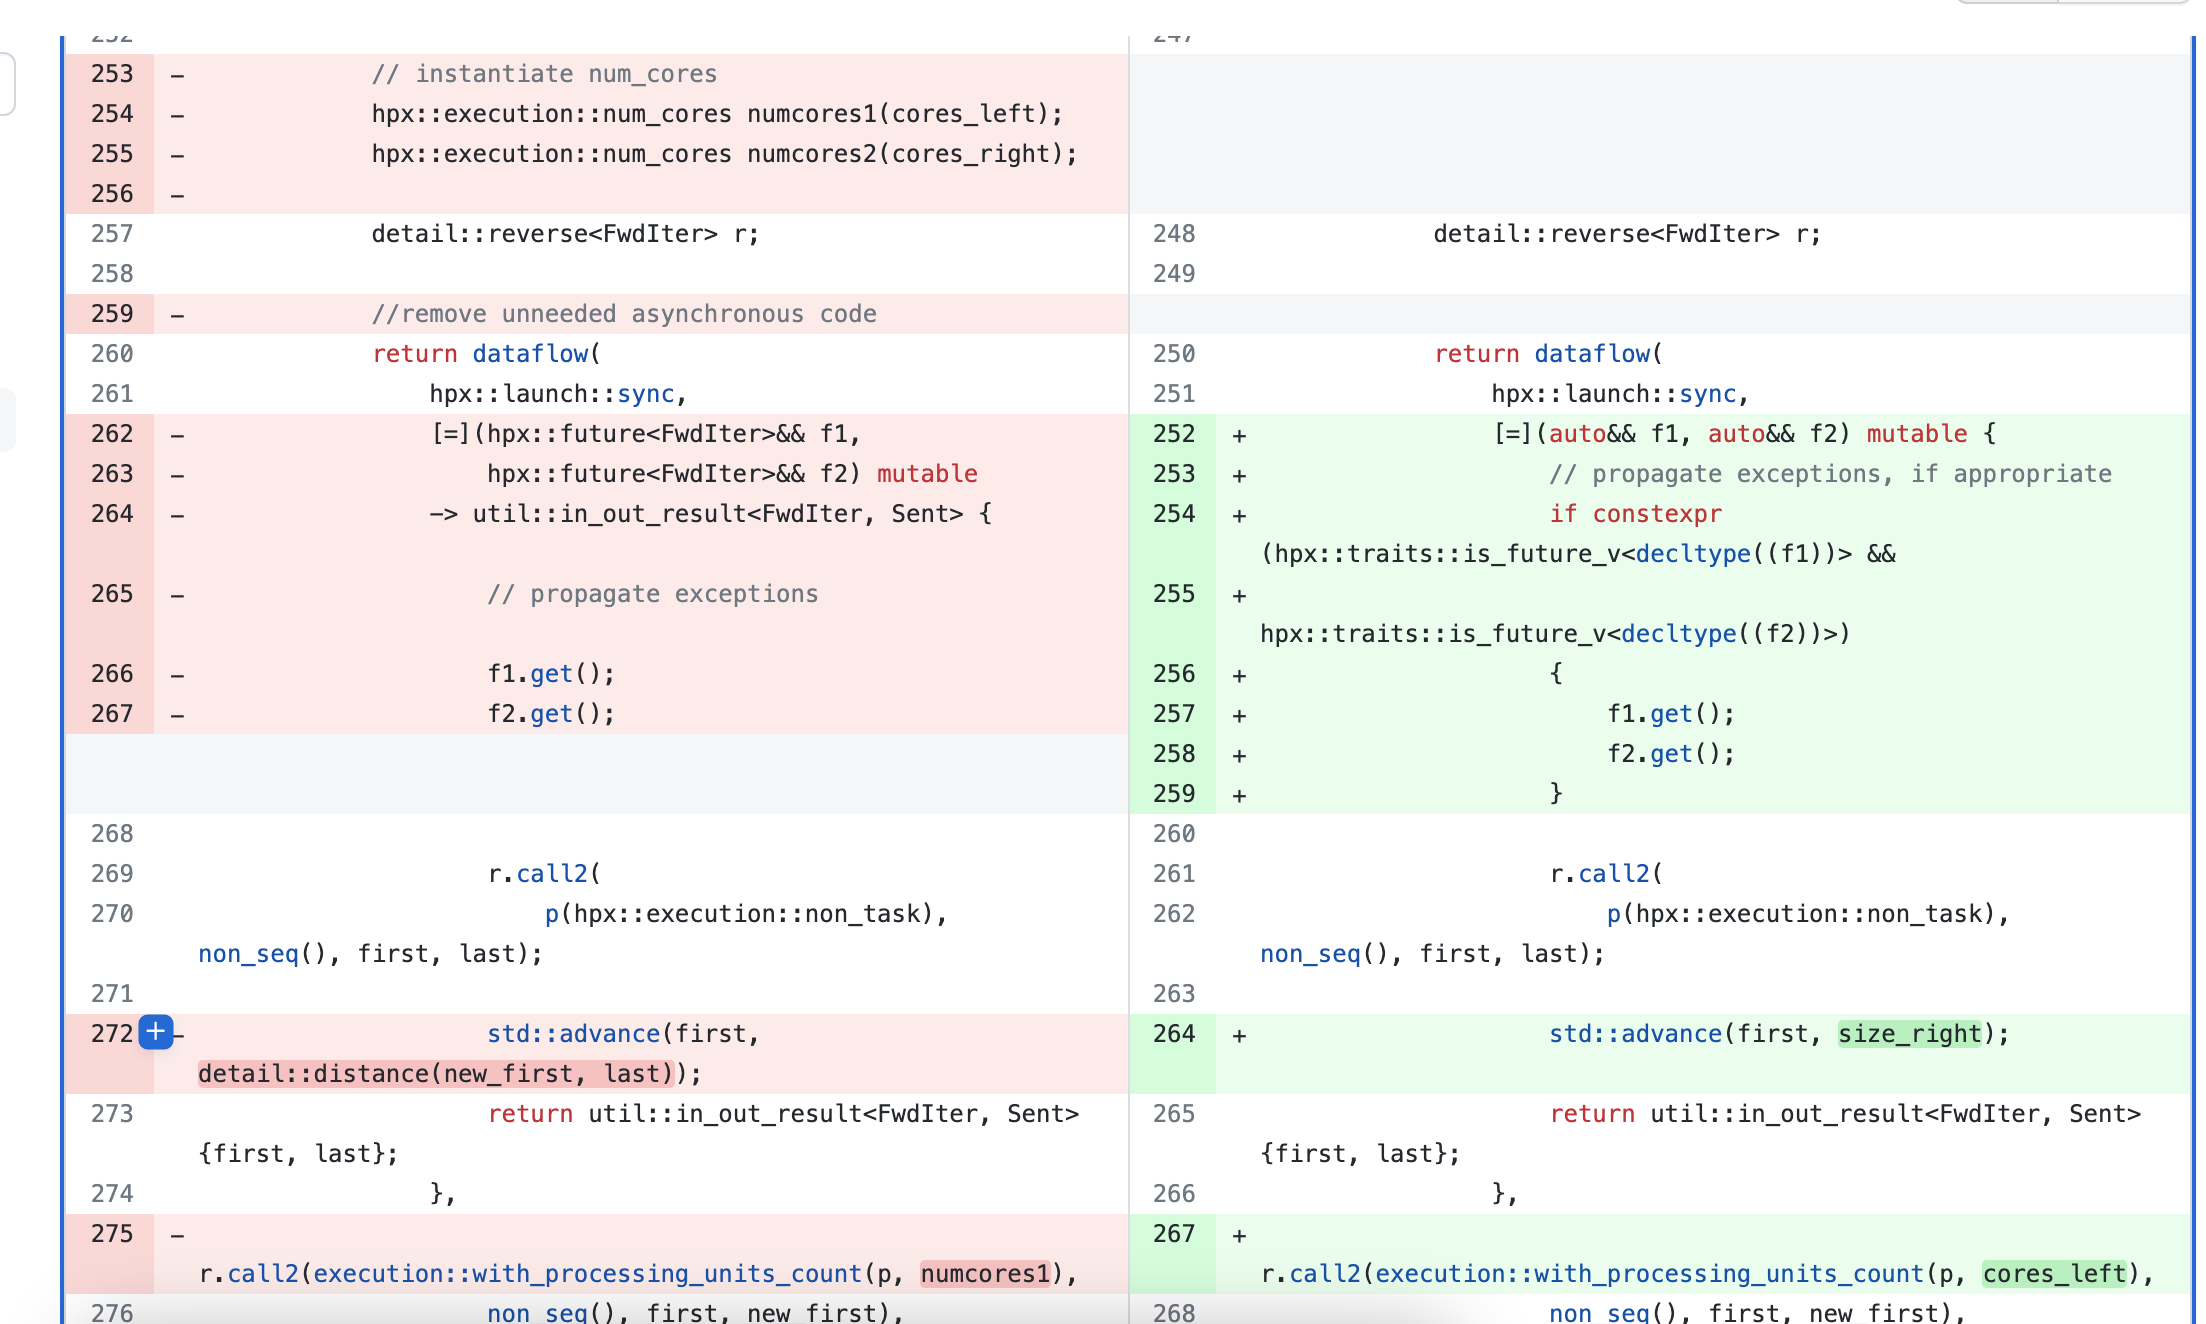 253 – // instantiate num_cores
254 – hpx::execution::num_cores numcores1(cores_left);
255 – hpx::execution::num_cores numcores2(cores_right);
256 –
257 detail::reverse<FwdIter> r;
258
259 – //remove unneeded asynchronous code
260 return dataflow(
261 hpx::launch::sync,
262 – [=](hpx::future<FwdIter>&& f1,
263 – hpx::future<FwdIter>&& f2) mutable
264 – -> util::in_out_result<FwdIter, Sent> {
265 – // propagate exceptions
266 – f1.get();
267 – f2.get();
268
269 r.call2(
270 p(hpx::execution::non_task),
non_seq(), first, last);
271
272 + – std::advance(first,
detail::distance(new_first, last));
273 return util::in_out_result<FwdIter, Sent>
{first, last};
274 },
275 –
r.call2(execution::with_processing_units_count(p, numcores1),
276 non_seq(), first, new_first),
248 detail::reverse<FwdIter> r;
249
250 return dataflow(
251 hpx::launch::sync,
252 + [=](auto&& f1, auto&& f2) mutable {
253 + // propagate exceptions, if appropriate
254 + if constexpr
(hpx::traits::is_future_v<decltype((f1))> &&
255 +
hpx::traits::is_future_v<decltype((f2))>)
256 + {
257 + f1.get();
258 + f2.get();
259 + }
260
261 r.call2(
262 p(hpx::execution::non_task),
non_seq(), first, last);
263
264 + std::advance(first, size_right);
265 return util::in_out_result<FwdIter, Sent>
{first, last};
266 },
267 +
r.call2(execution::with_processing_units_count(p, cores_left),
268 non_seq(), first, new_first),